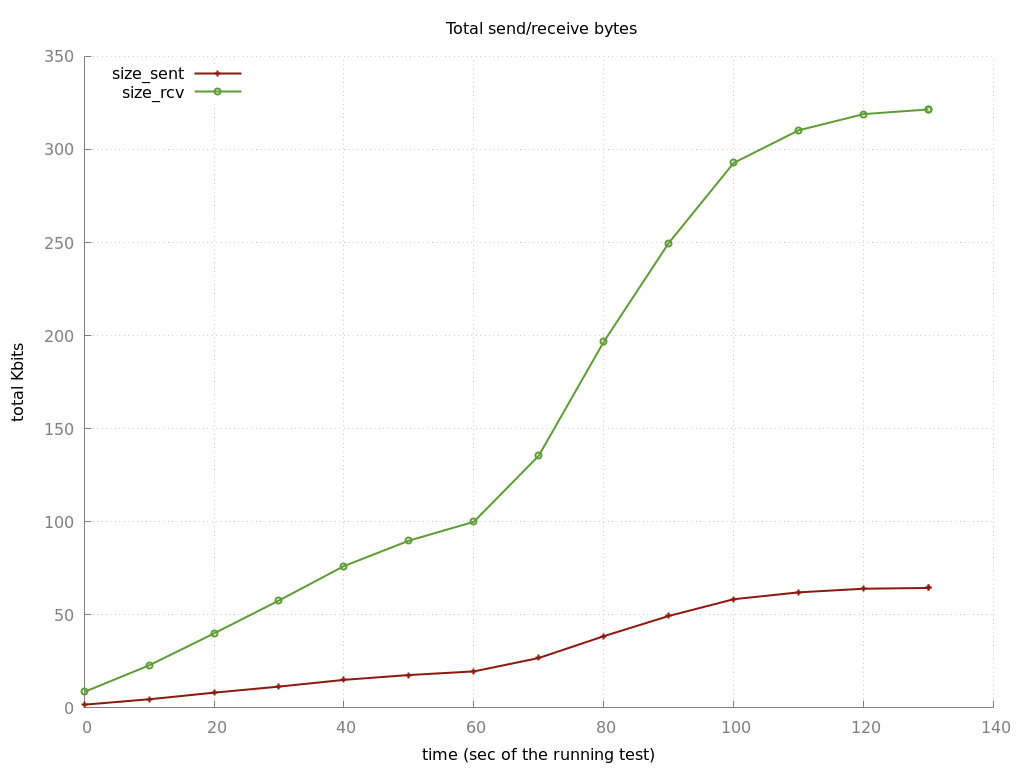 Total send/receive bytes
350
300
250
200
150
100
50
0
size_sent
size_rcv
total Kbits
0 20 40 60 80 100 120 140
time (sec of the running test)